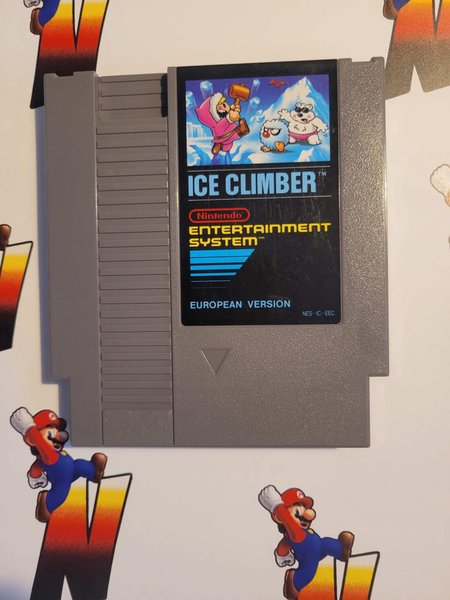 ICE CLIMBER™
Nintendo
ENTERTAINMENT
SYSTEM™
EUROPEAN VERSION
NES-IC-EEC
N
N
N
N